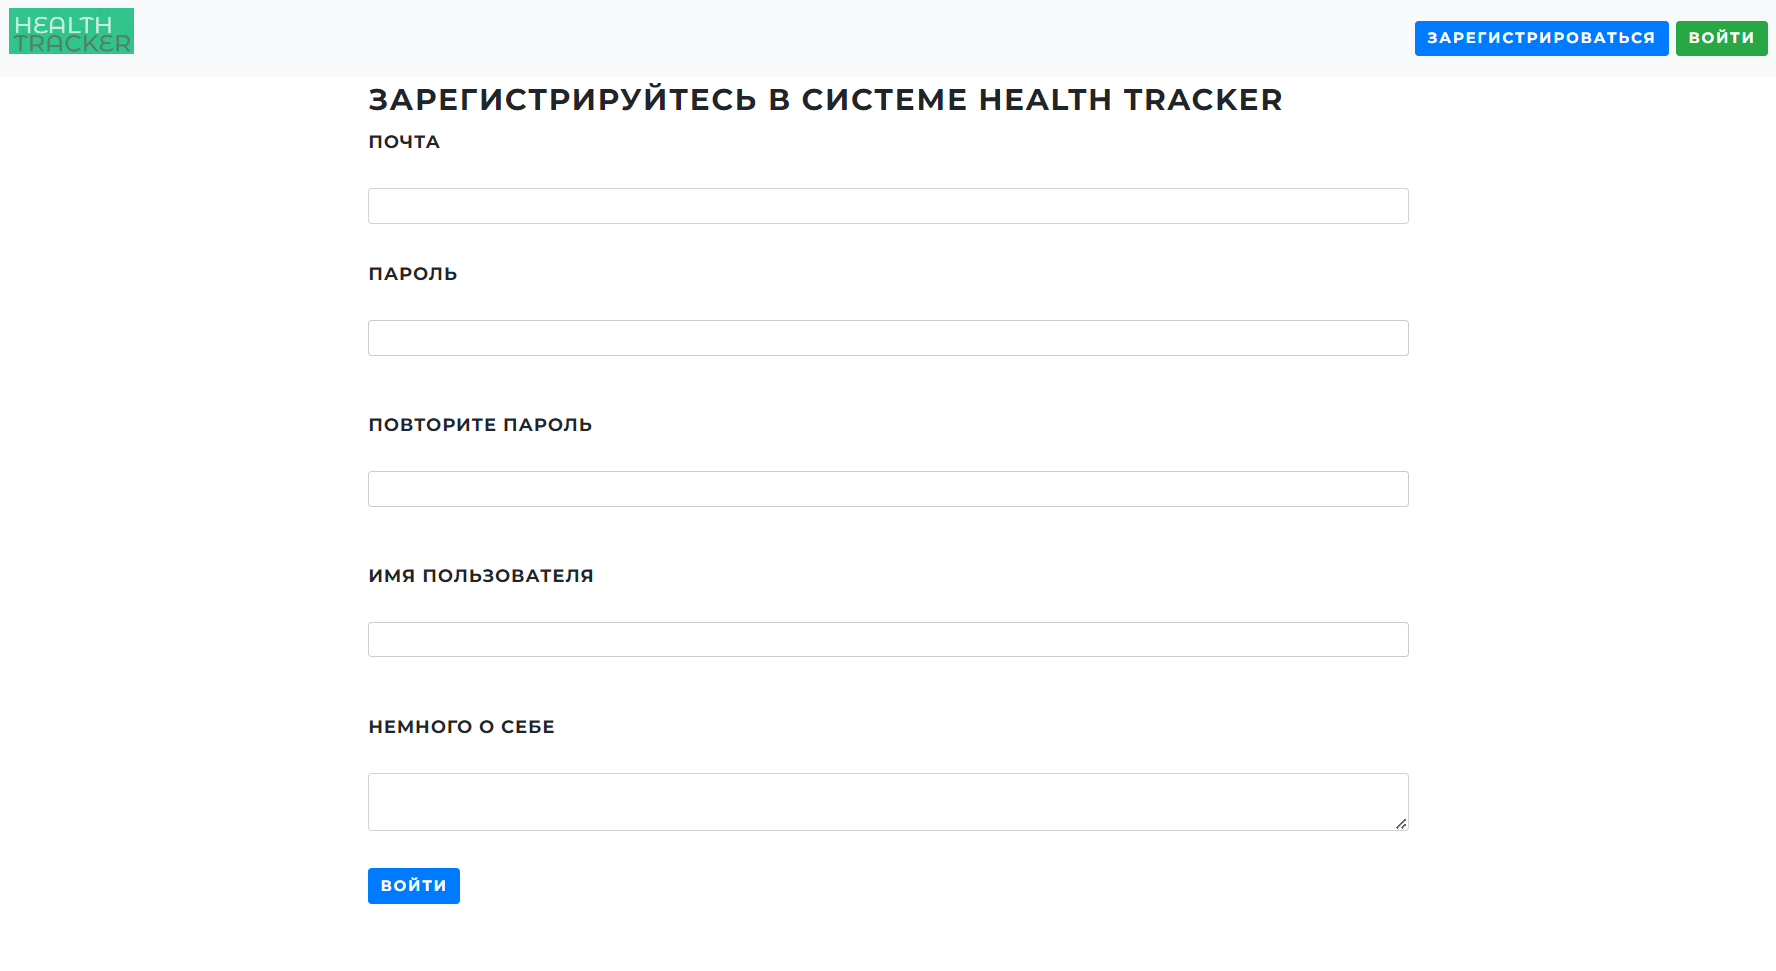 HEALTH
TRACKER
ЗАРЕГИСТРИРОВАТЬСЯ
ВОЙТИ
ЗАРЕГИСТРИРУЙТЕСЬ В СИСТЕМЕ HEALTH TRACKER
ПОЧТА
ПАРОЛЬ
ПОВТОРИТЕ ПАРОЛЬ
ИМЯ ПОЛЬЗОВАТЕЛЯ
НЕМНОГО О СЕБЕ
ВОЙТИ